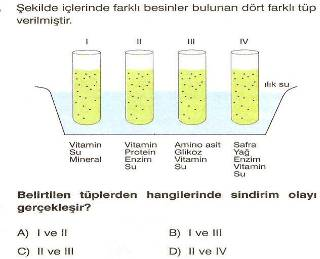 Şekilde içlerinde farklı besinler bulunan dört farklı tüp
verilmiştir.
I II III IV
ılık su
Vitamin
Su
Mineral
Vitamin
Protein
Enzim
Su
Amino asit
Glikoz
Vitamin
Su
Safra
Yağ
Enzim
Vitamin
Su
Belirtilen tüplerden hangilerinde sindirim olayı
gerçekleşir?
A) I ve II B) I ve III
C) II ve III D) II ve IV